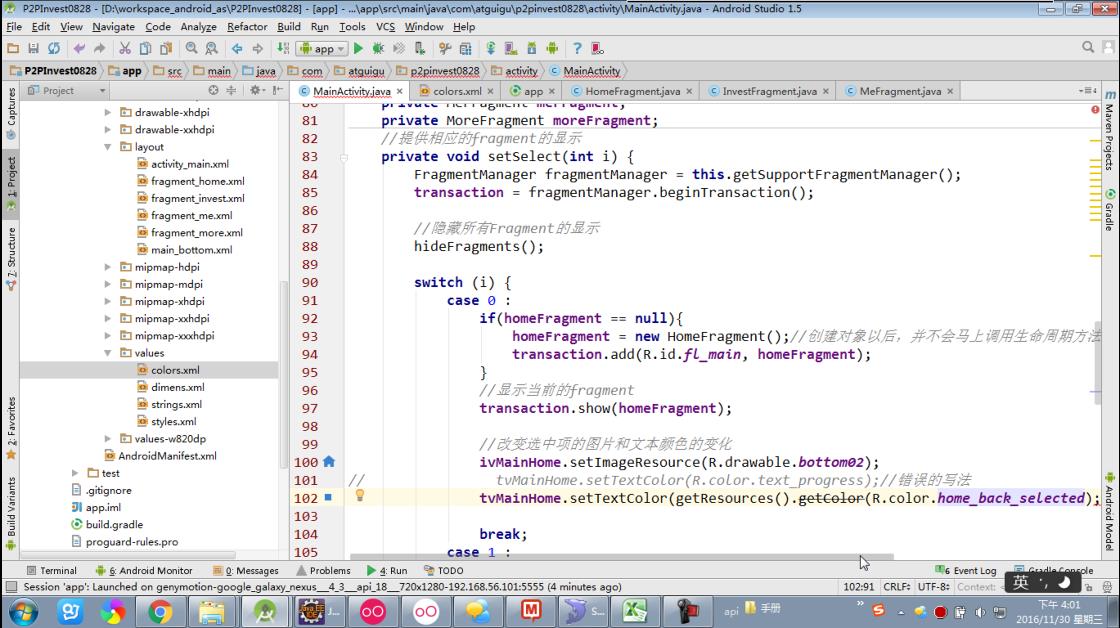 P2PInvest0828 - [D:\workspace_android_as\P2PInvest0828] - [app] - ...\app\src\main\java\com\atguigu\p2pinvest0828\activity\MainActivity.java - Android Studio 1.5
File Edit View Navigate Code Analyze Refactor Build Run Tools VCS Window Help
app
P2PInvest0828 app src main java com atguigu p2pinvest0828 activity MainActivity
Project
MainActivity.java colors.xml app HomeFragment.java InvestFragment.java MeFragment.java
Captures
1: Project
7: Structure
2: Favorites
Build Variants
drawable-xhdpi
drawable-xxhdpi
layout
activity_main.xml
fragment_home.xml
fragment_invest.xml
fragment_me.xml
fragment_more.xml
main_bottom.xml
mipmap-hdpi
mipmap-mdpi
mipmap-xhdpi
mipmap-xxhdpi
mipmap-xxxhdpi
values
colors.xml
dimens.xml
strings.xml
styles.xml
values-w820dp
AndroidManifest.xml
test
.gitignore
app.iml
build.gradle
proguard-rules.pro
80 private MeFragment meFragment;
81 private MoreFragment moreFragment;
82 //提供相应的fragment的显示
83 private void setSelect(int i) {
84 FragmentManager fragmentManager = this.getSupportFragmentManager();
85 transaction = fragmentManager.beginTransaction();
86
87 //隐藏所有Fragment的显示
88 hideFragments();
89
90 switch (i) {
91 case 0 :
92 if(homeFragment == null){
93 homeFragment = new HomeFragment();//创建对象以后，并不会马上调用生命周期方法
94 transaction.add(R.id.fl_main, homeFragment);
95 }
96 //显示当前的fragment
97 transaction.show(homeFragment);
98
99 //改变选中项的图片和文本颜色的变化
100 ivMainHome.setImageResource(R.drawable.bottom02);
101 // tvMainHome.setTextColor(R.color.text_progress);//错误的写法
102 tvMainHome.setTextColor(getResources().getColor(R.color.home_back_selected);
103
104 break;
105 case 1 :
Maven Projects
Gradle
Android Model
Terminal 6: Android Monitor 0: Messages Problems 4: Run TODO 6 Event Log Gradle Console
Session 'app': Launched on genymotion-google_galaxy_nexus__4_3__api_18__720x1280-192.168.56.101:5555 (4 minutes ago) 102:91 CRLF÷ UTF-8÷ Context:
英
J... S... api 手册
下午 4:01
2016/11/30 星期三